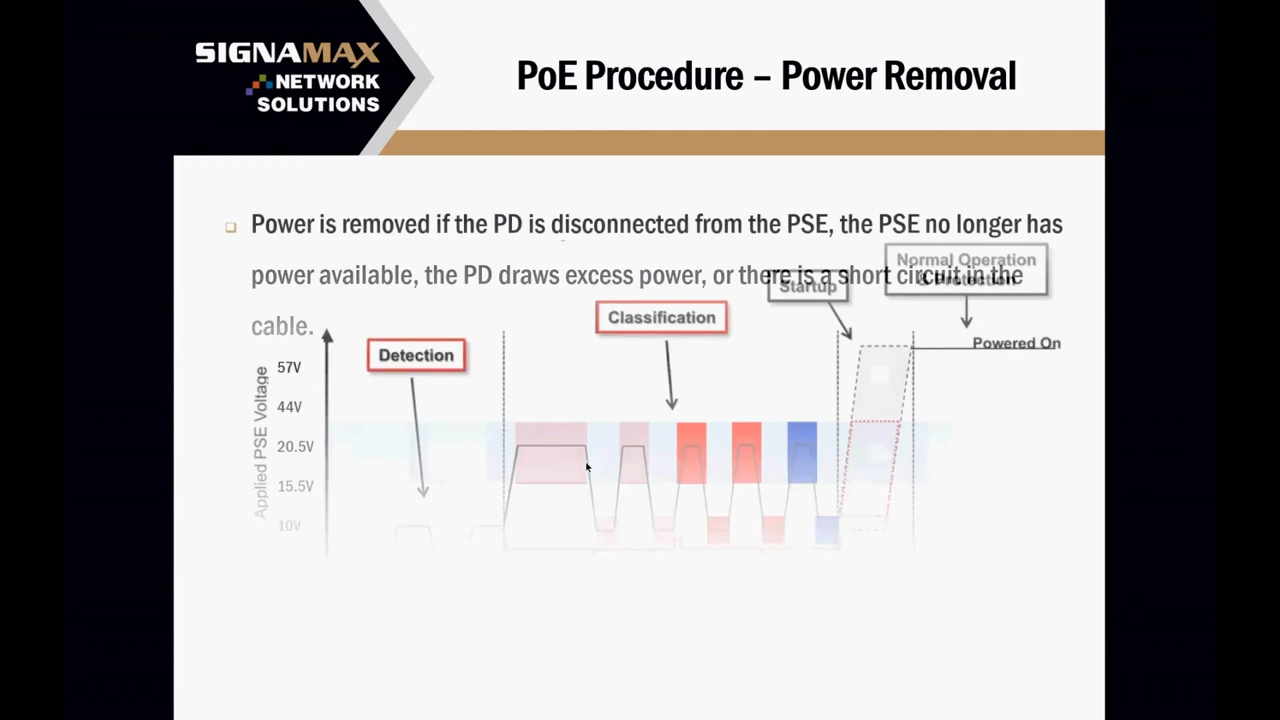 SIGNAMAX
NETWORK
SOLUTIONS
PoE Procedure – Power Removal
Power is removed if the PD is disconnected from the PSE, the PSE no longer has
power available, the PD draws excess power, or there is a short circuit in the
cable.
Normal Operation
& Protection
Startup
Classification
Detection
Powered On
Applied PSE Voltage
57V
44V
20.5V
15.5V
10V